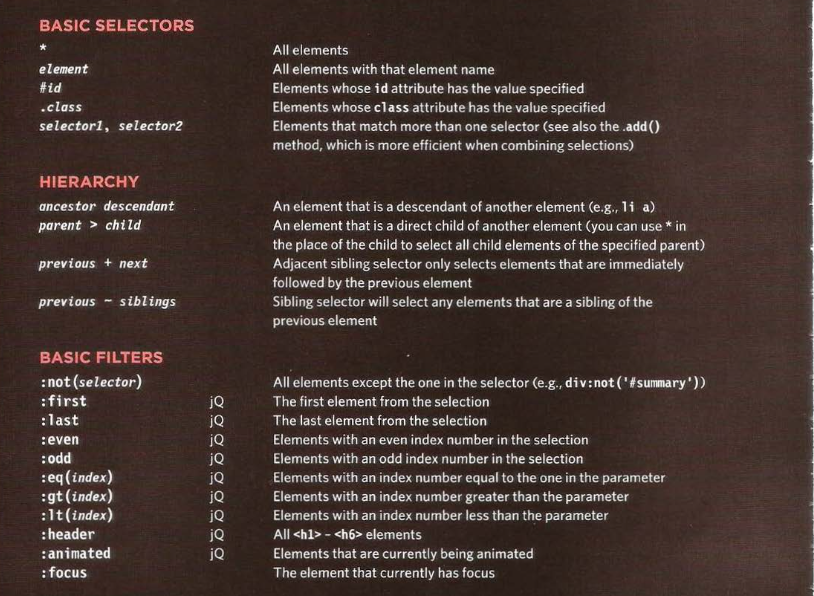 BASIC SELECTORS
* All elements
element All elements with that element name
#id Elements whose id attribute has the value specified
.class Elements whose class attribute has the value specified
selector1, selector2 Elements that match more than one selector (see also the .add()
method, which is more efficient when combining selections)
HIERARCHY
ancestor descendant An element that is a descendant of another element (e.g., li a)
parent > child An element that is a direct child of another element (you can use * in
the place of the child to select all child elements of the specified parent)
previous + next Adjacent sibling selector only selects elements that are immediately
followed by the previous element
previous ~ siblings Sibling selector will select any elements that are a sibling of the
previous element
BASIC FILTERS
:not(selector) All elements except the one in the selector (e.g., div:not('#summary'))
:first jQ The first element from the selection
:last jQ The last element from the selection
:even jQ Elements with an even index number in the selection
:odd jQ Elements with an odd index number in the selection
:eq(index) jQ Elements with an index number equal to the one in the parameter
:gt(index) jQ Elements with an index number greater than the parameter
:lt(index) jQ Elements with an index number less than the parameter
:header jQ All <h1> - <h6> elements
:animated jQ Elements that are currently being animated
:focus The element that currently has focus